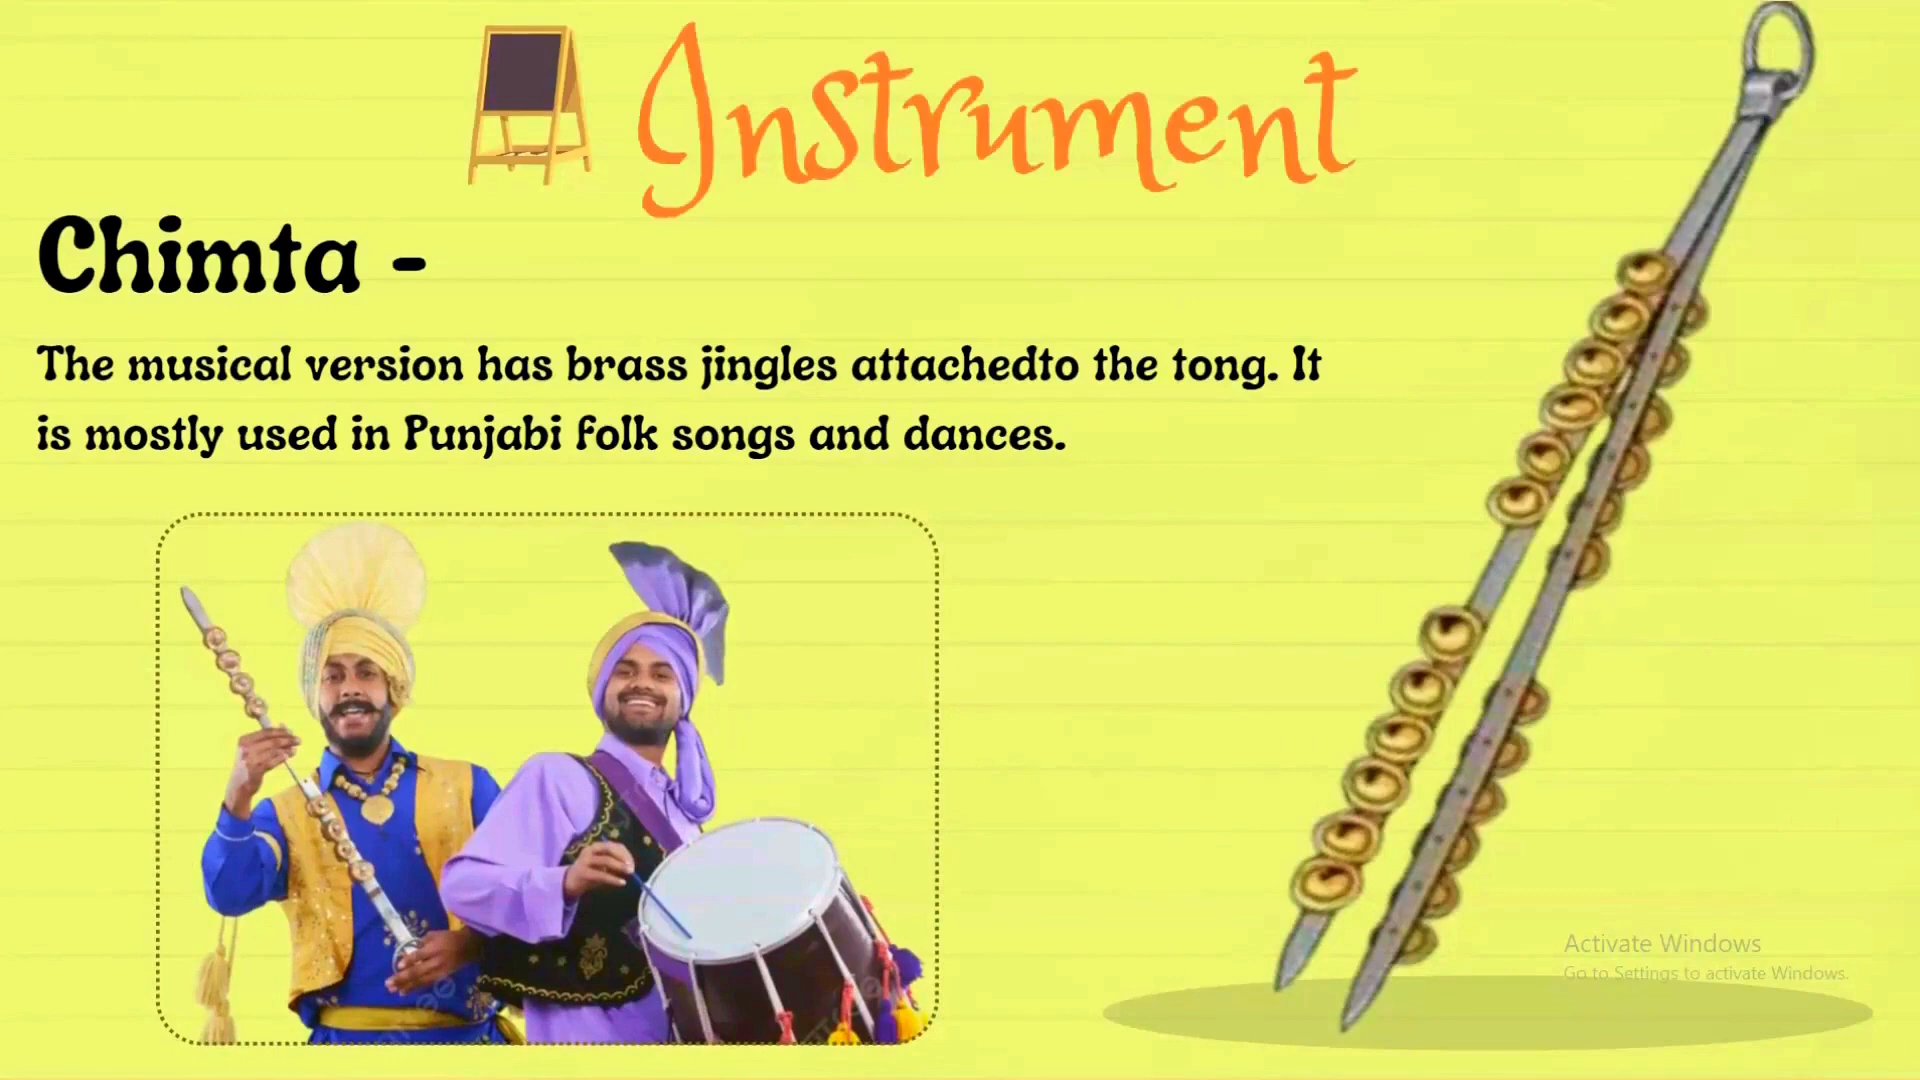 Instrument
Chimta -
The musical version has brass jingles attachedto the tong. It
is mostly used in Punjabi folk songs and dances.
Activate Windows
Go to Settings to activate Windows.